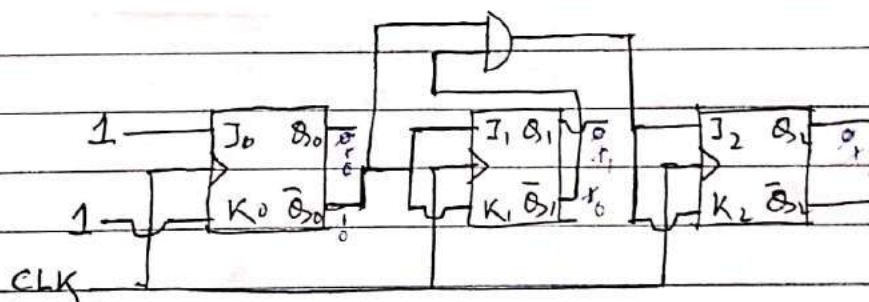 1 J₀ Q₀ J₁ Q₁ J₂ Q₂
1 K₀ Q̅₀ K₁ Q̅₁ K₂ Q̅₂
CLK